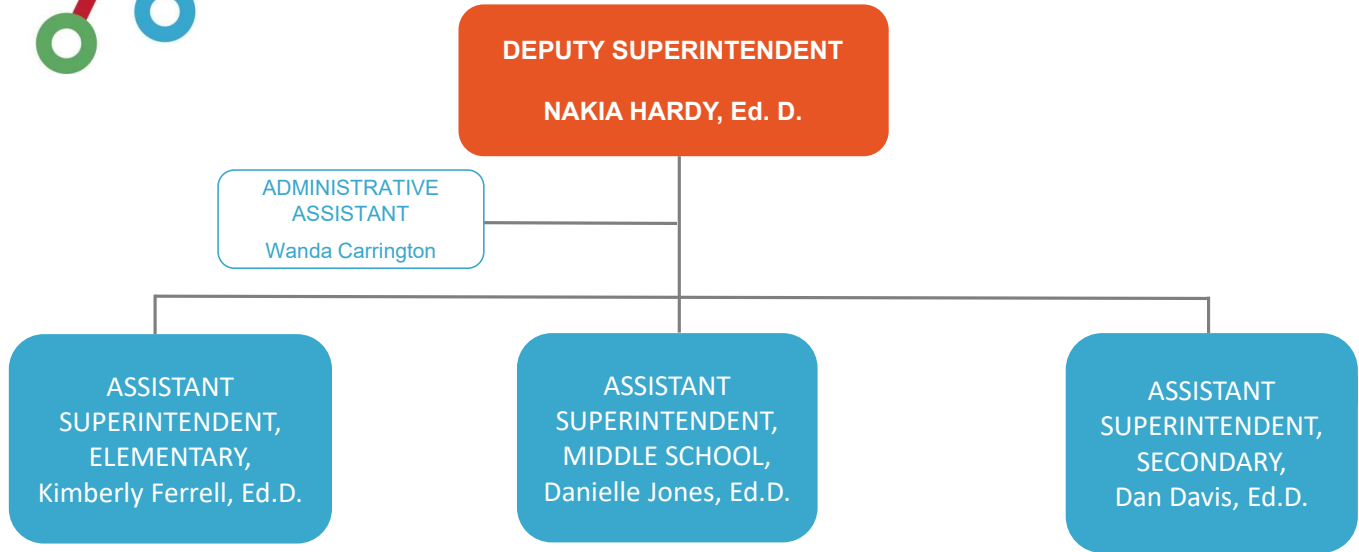 DEPUTY SUPERINTENDENT
NAKIA HARDY, Ed. D.
ADMINISTRATIVE
ASSISTANT
Wanda Carrington
ASSISTANT
SUPERINTENDENT,
ELEMENTARY,
Kimberly Ferrell, Ed.D.
ASSISTANT
SUPERINTENDENT,
MIDDLE SCHOOL,
Danielle Jones, Ed.D.
ASSISTANT
SUPERINTENDENT,
SECONDARY,
Dan Davis, Ed.D.